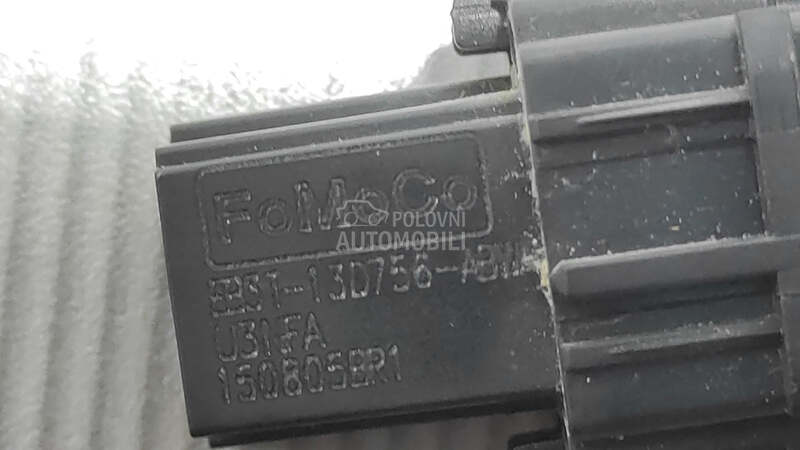 FoMoCo
POLOVNI
AUTOMOBILI
13D756-
U31FA
150805BR1